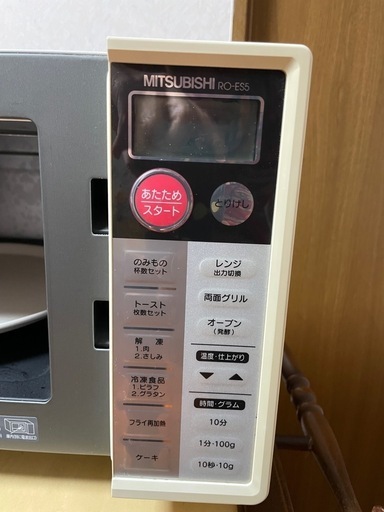 MITSUBISHI RO-ES5
あたため
スタート
とりけし
のみもの
杯数セット
トースト
枚数セット
解 凍
1.肉
2.さしみ
冷凍食品
1.ピラフ
2.グラタン
フライ再加熱
ケーキ
レンジ
出力切換
両面グリル
オーブン
(発酵)
温度・仕上がり
時間・グラム
10分
1分・100g
10秒・10g